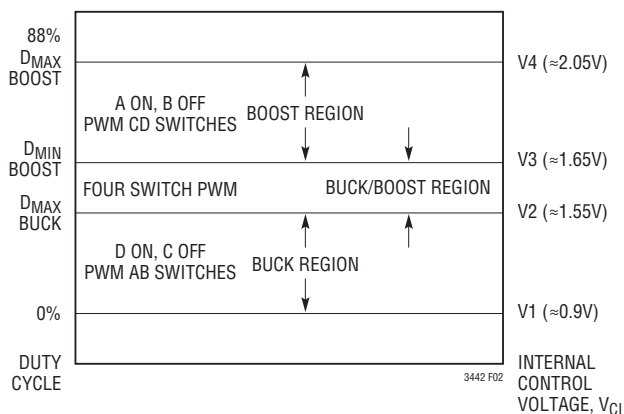 88%
DMAX
BOOST
V4 (≈2.05V)
A ON, B OFF
PWM CD SWITCHES
BOOST REGION
DMIN
BOOST
V3 (≈1.65V)
FOUR SWITCH PWM
BUCK/BOOST REGION
DMAX
BUCK
V2 (≈1.55V)
D ON, C OFF
PWM AB SWITCHES
BUCK REGION
0%
V1 (≈0.9V)
DUTY
CYCLE
3442 F02
INTERNAL
CONTROL
VOLTAGE, VCI